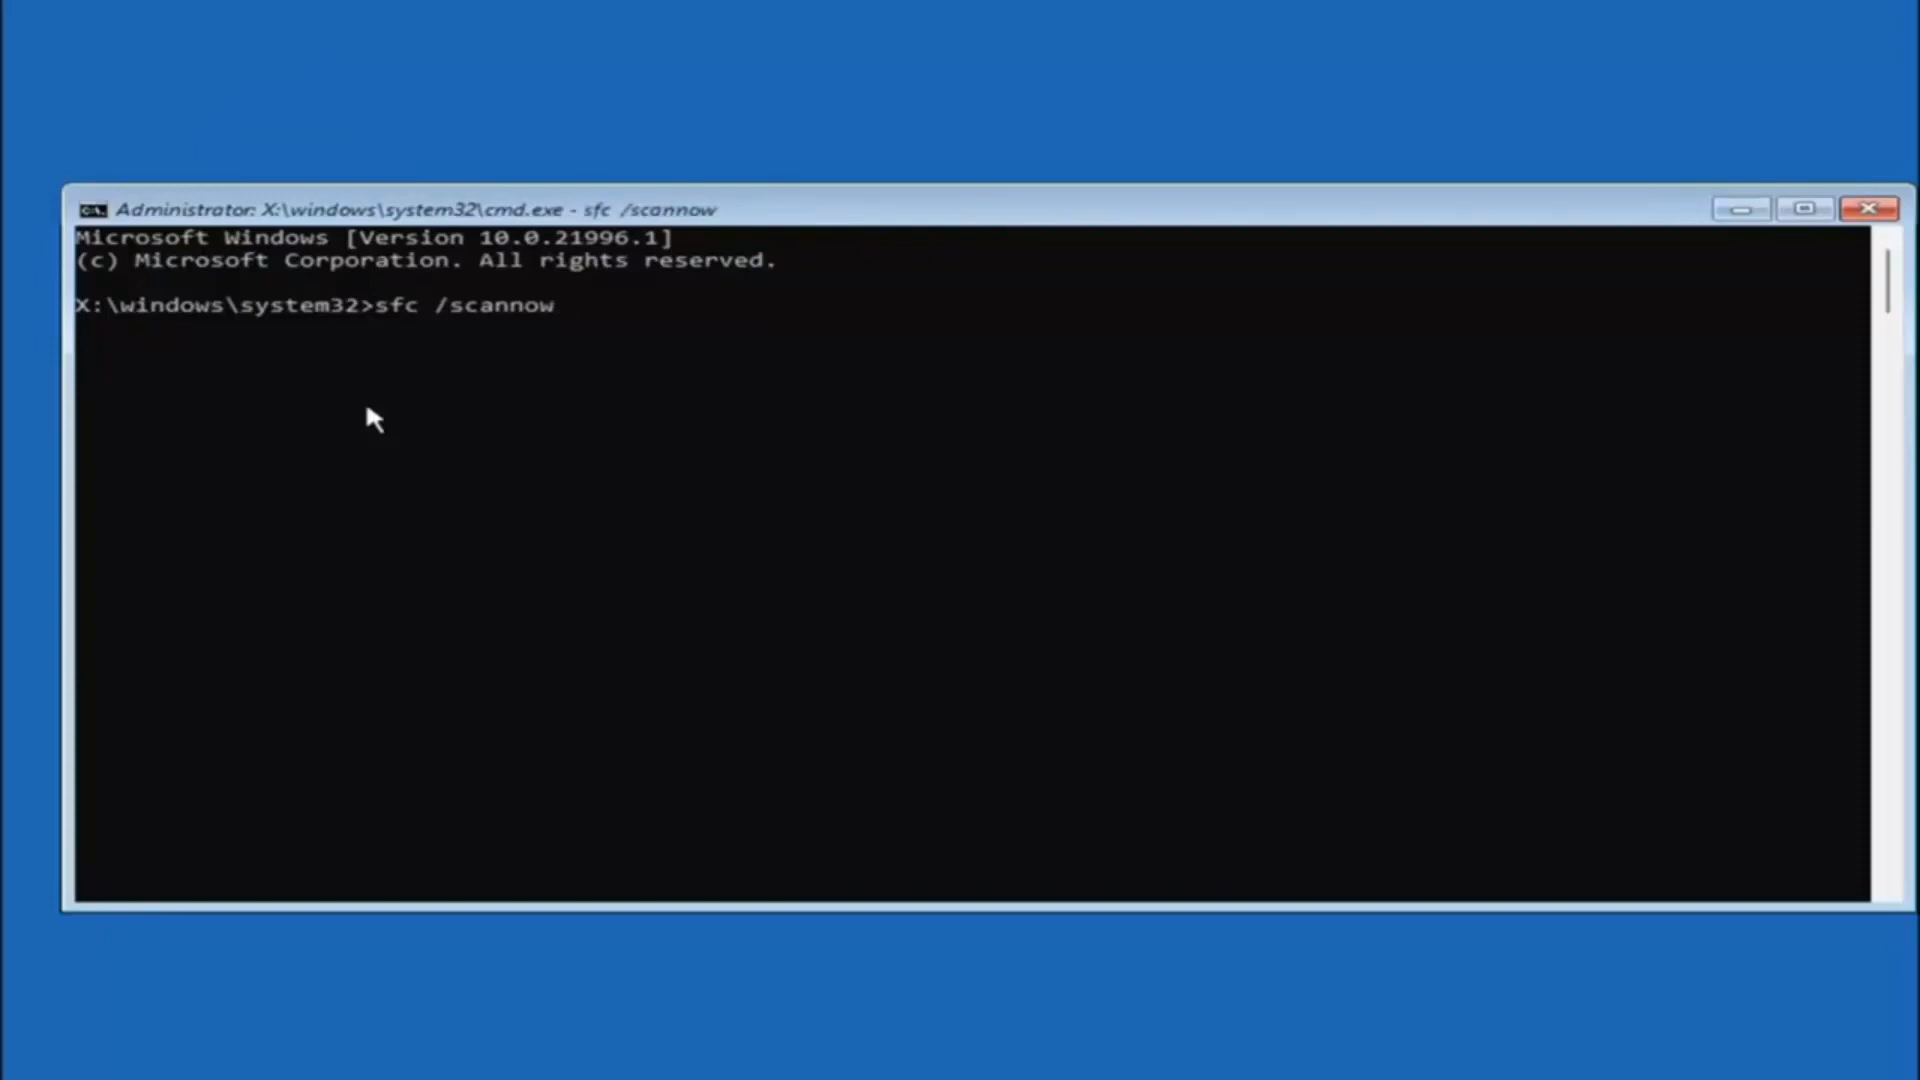 Administrator: X:\windows\system32\cmd.exe - sfc /scannow
Microsoft Windows [Version 10.0.21996.1]
(c) Microsoft Corporation. All rights reserved.
X:\windows\system32>sfc /scannow